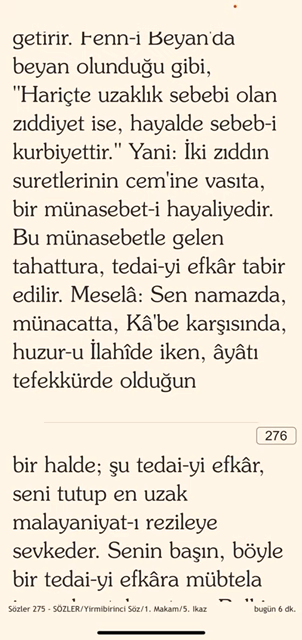 getirir. Fenn-i Beyan'da
beyan olunduğu gibi,
"Hariçte uzaklık sebebi olan
zıddiyet ise, hayalde sebeb-i
kurbiyettir." Yani: İki zıddın
suretlerinin cem'ine vasıta,
bir münasebet-i hayaliyedir.
Bu münasebetle gelen
tahattura, tedai-yi efkâr tabir
edilir. Meselâ: Sen namazda,
münacatta, Kâ'be karşısında,
huzur-u İlahîde iken, âyâtı
tefekkürde olduğun
276
bir halde; şu tedai-yi efkâr,
seni tutup en uzak
malayaniyat-ı rezileye
sevkeder. Senin başın, böyle
bir tedai-yi efkâra mübtela
Sözler 275 - SÖZLER/Yirmibirinci Söz/1. Makam/5. Ikaz
bugün 6 dk.